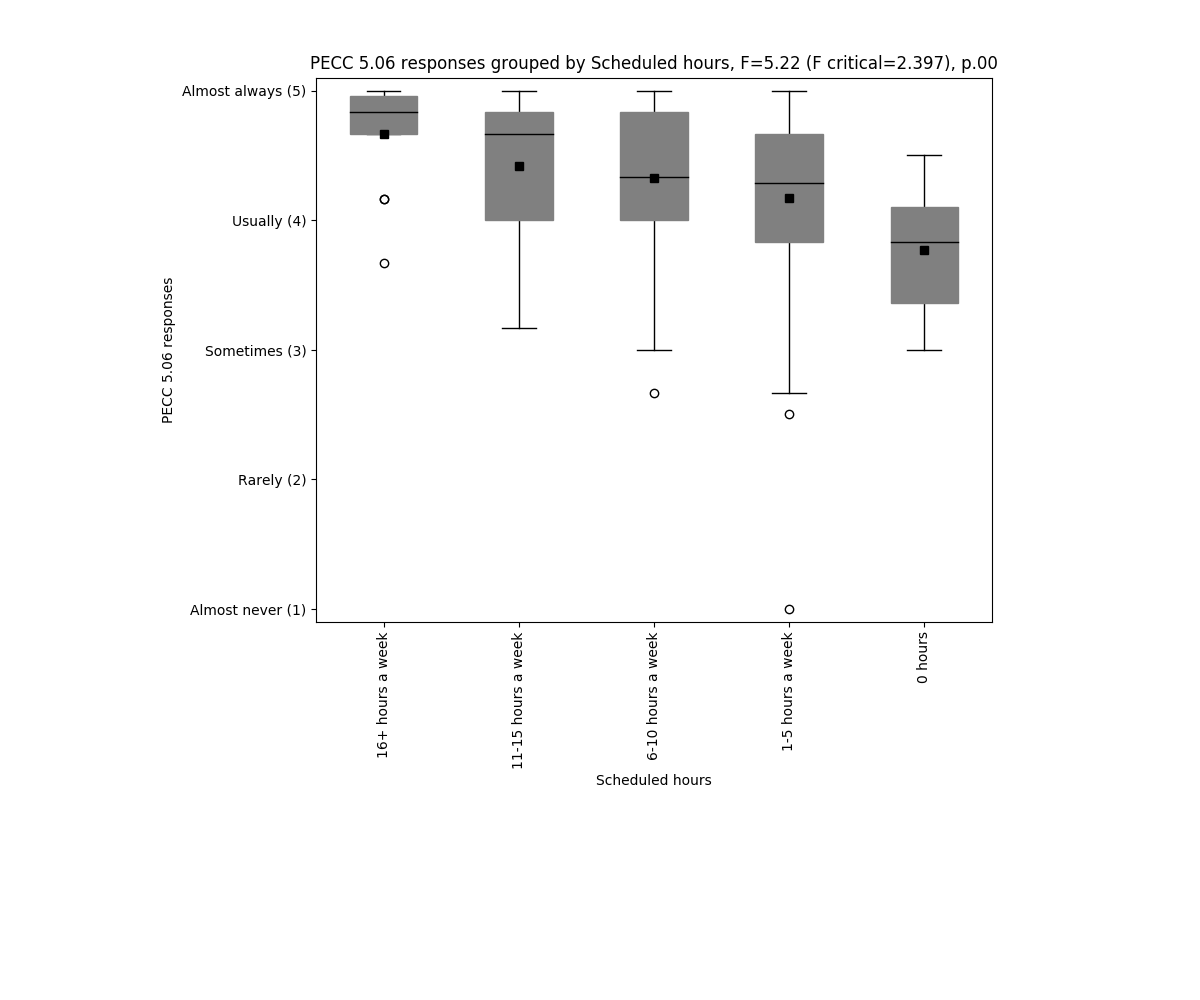 PECC 5.06 responses grouped by Scheduled hours, F=5.22 (F critical=2.397), p.00
Almost always (5)
Usually (4)
Sometimes (3)
Rarely (2)
Almost never (1)
PECC 5.06 responses
16+ hours a week
11-15 hours a week
6-10 hours a week
1-5 hours a week
0 hours
Scheduled hours